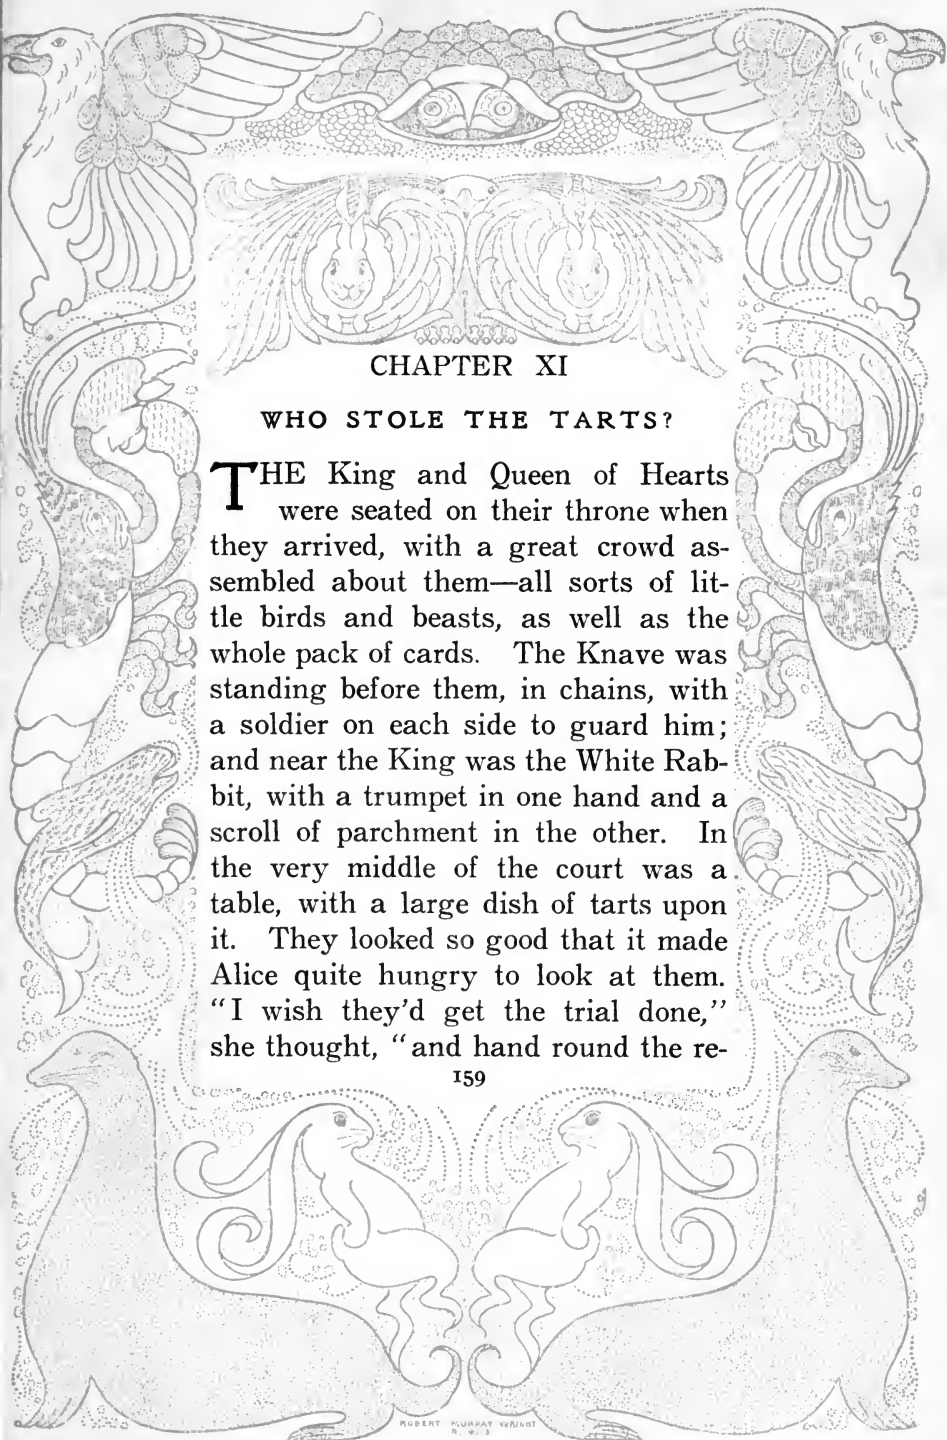 CHAPTER XI
WHO STOLE THE TARTS?
THE King and Queen of Hearts
were seated on their throne when
they arrived, with a great crowd as-
sembled about them—all sorts of lit-
tle birds and beasts, as well as the
whole pack of cards. The Knave was
standing before them, in chains, with
a soldier on each side to guard him;
and near the King was the White Rab-
bit, with a trumpet in one hand and a
scroll of parchment in the other. In
the very middle of the court was a
table, with a large dish of tarts upon
it. They looked so good that it made
Alice quite hungry to look at them.
"I wish they'd get the trial done,"
she thought, "and hand round the re-
159
ROBERT MURRAY WRIGHT